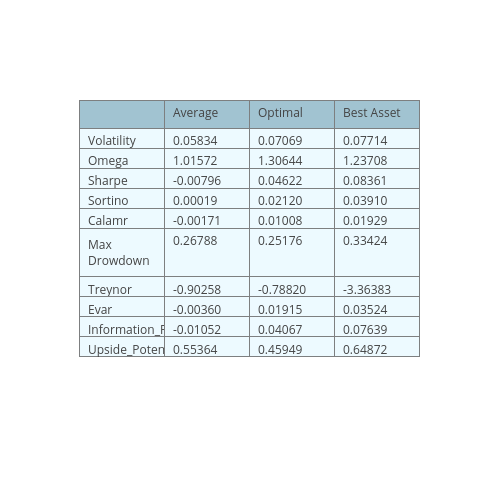 Average Optimal Best Asset
Volatility 0.05834 0.07069 0.07714
Omega 1.01572 1.30644 1.23708
Sharpe -0.00796 0.04622 0.08361
Sortino 0.00019 0.02120 0.03910
Calamr -0.00171 0.01008 0.01929
Max 0.26788 0.25176 0.33424
Drowdown
Treynor -0.90258 -0.78820 -3.36383
Evar -0.00360 0.01915 0.03524
Information_ -0.01052 0.04067 0.07639
Upside_Poten 0.55364 0.45949 0.64872